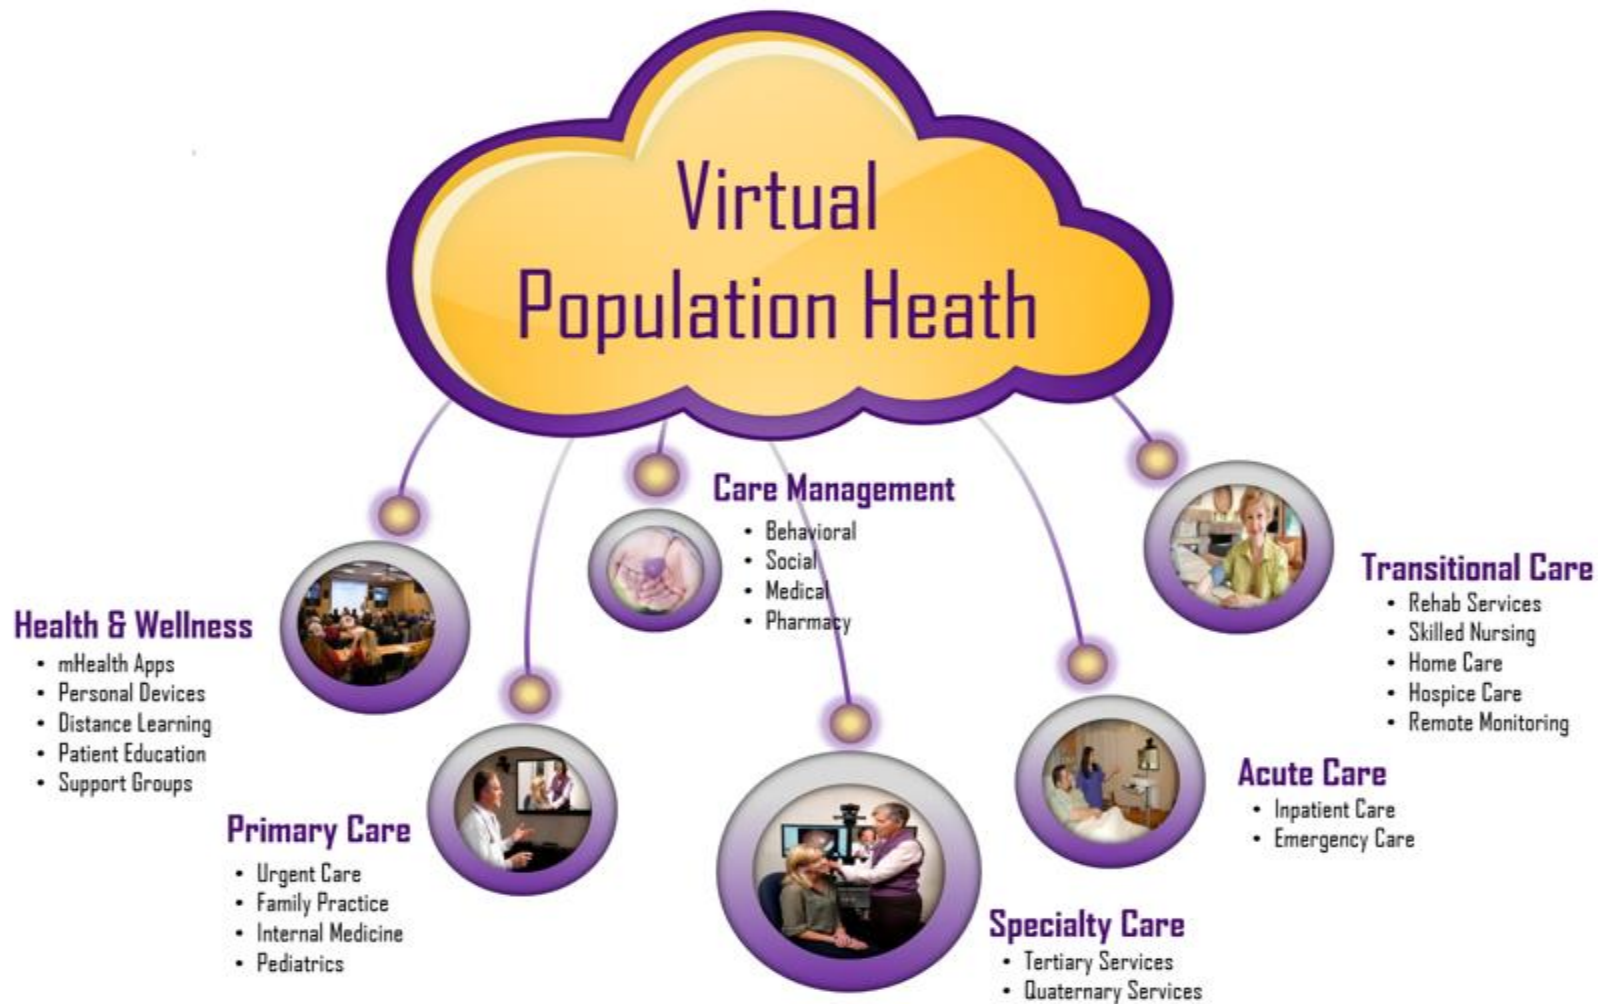 Virtual
Population Heath
Care Management
• Behavioral
• Social
• Medical
• Pharmacy
Transitional Care
• Rehab Services
• Skilled Nursing
• Home Care
• Hospice Care
• Remote Monitoring
Health & Wellness
• mHealth Apps
• Personal Devices
• Distance Learning
• Patient Education
• Support Groups
Acute Care
• Inpatient Care
• Emergency Care
Primary Care
• Urgent Care
• Family Practice
• Internal Medicine
• Pediatrics
Specialty Care
• Tertiary Services
• Quaternary Services